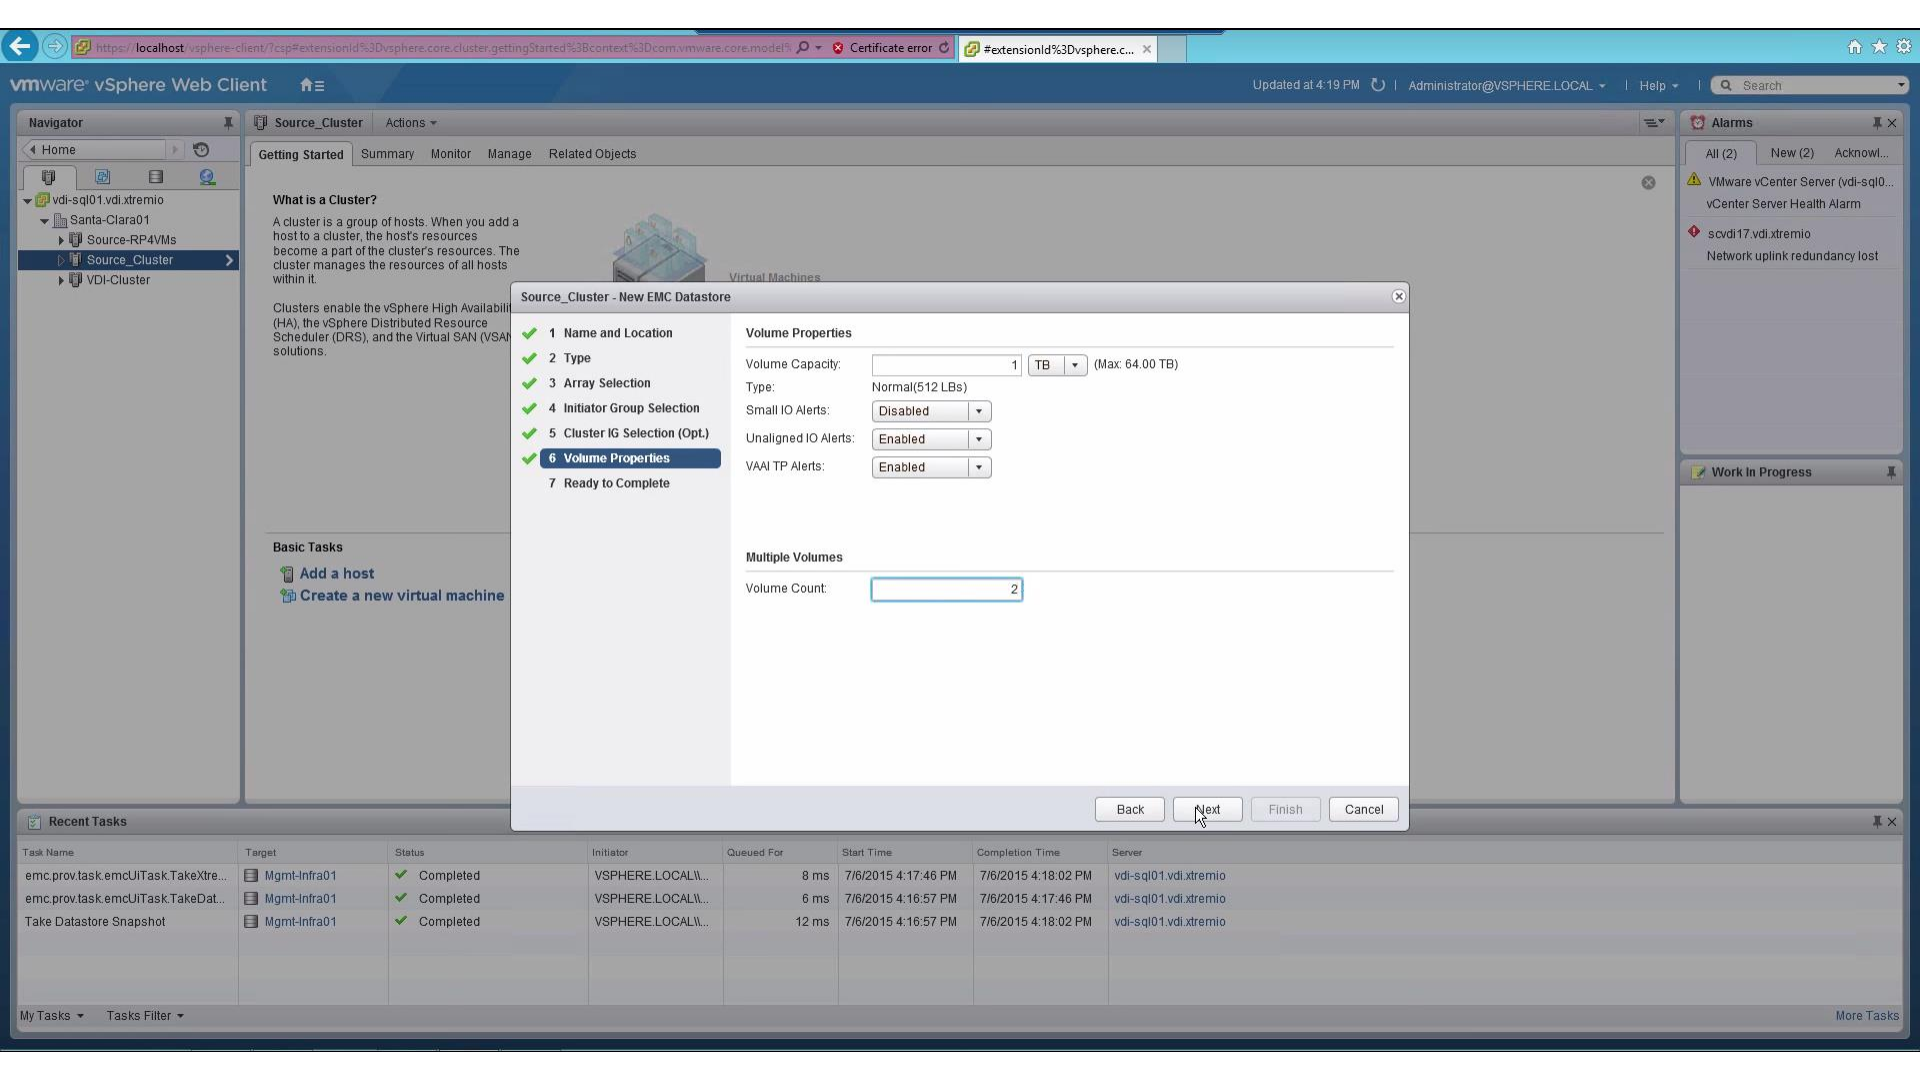 https://localhost/vsphere-client/?csp#extensionId%3Dvsphere.core.cluster.gettingStarted%3Bcontext%3Dcom.vmware.core.model%
Certificate error
#extensionId%3Dvsphere.c...
vmware® vSphere Web Client
Updated at 4:19 PM
Administrator@VSPHERE.LOCAL
Help
Search
Navigator
Home
vdi-sql01.vdi.xtremio
Santa-Clara01
Source-RP4VMs
Source_Cluster
VDI-Cluster
Source_Cluster
Actions
Getting Started
Summary
Monitor
Manage
Related Objects
What is a Cluster?
A cluster is a group of hosts. When you add a
host to a cluster, the host's resources
become a part of the cluster's resources. The
cluster manages the resources of all hosts
within it.
Clusters enable the vSphere High Availabili
(HA), the vSphere Distributed Resource
Scheduler (DRS), and the Virtual SAN (VSAN
solutions.
Virtual Machines
Basic Tasks
Add a host
Create a new virtual machine
Source_Cluster - New EMC Datastore
1 Name and Location
2 Type
3 Array Selection
4 Initiator Group Selection
5 Cluster IG Selection (Opt.)
6 Volume Properties
7 Ready to Complete
Volume Properties
Volume Capacity: 1 TB (Max: 64.00 TB)
Type: Normal(512 LBs)
Small IO Alerts: Disabled
Unaligned IO Alerts: Enabled
VAAI TP Alerts: Enabled
Multiple Volumes
Volume Count: 2
Back
Next
Finish
Cancel
Alarms
All (2)
New (2)
Acknowl...
VMware vCenter Server (vdi-sql0...
vCenter Server Health Alarm
scvdi17.vdi.xtremio
Network uplink redundancy lost
Work In Progress
Recent Tasks
Task Name Target Status Initiator Queued For Start Time Completion Time Server
emc.prov.task.emcUiTask.TakeXtre... Mgmt-Infra01 Completed VSPHERE.LOCAL\\... 8 ms 7/6/2015 4:17:46 PM 7/6/2015 4:18:02 PM vdi-sql01.vdi.xtremio
emc.prov.task.emcUiTask.TakeDat... Mgmt-Infra01 Completed VSPHERE.LOCAL\\... 6 ms 7/6/2015 4:16:57 PM 7/6/2015 4:17:46 PM vdi-sql01.vdi.xtremio
Take Datastore Snapshot Mgmt-Infra01 Completed VSPHERE.LOCAL\\... 12 ms 7/6/2015 4:16:57 PM 7/6/2015 4:18:02 PM vdi-sql01.vdi.xtremio
My Tasks
Tasks Filter
More Tasks